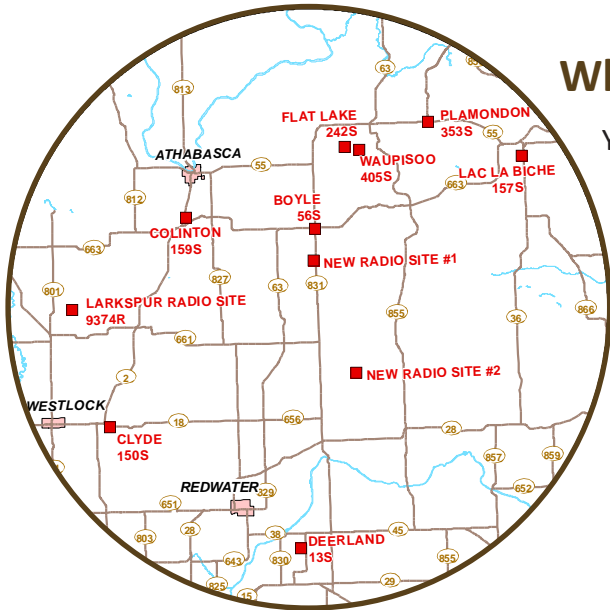 Wl
Y
63
813
FLAT LAKE
242S
PLAMONDON
353S
55
ATHABASCA
55
WAUPISOO
405S
LAC LA BICHE
157S
663
812
BOYLE
56S
COLINTON
159S
663
NEW RADIO SITE #1
801
827
63
831
LARKSPUR RADIO SITE
9374R
855
36
866
661
2
NEW RADIO SITE #2
WESTLOCK
18
656
28
CLYDE
150S
857
859
REDWATER
329
652
651
803
28
38
45
DEERLAND
13S
643
830
855
825
15
29